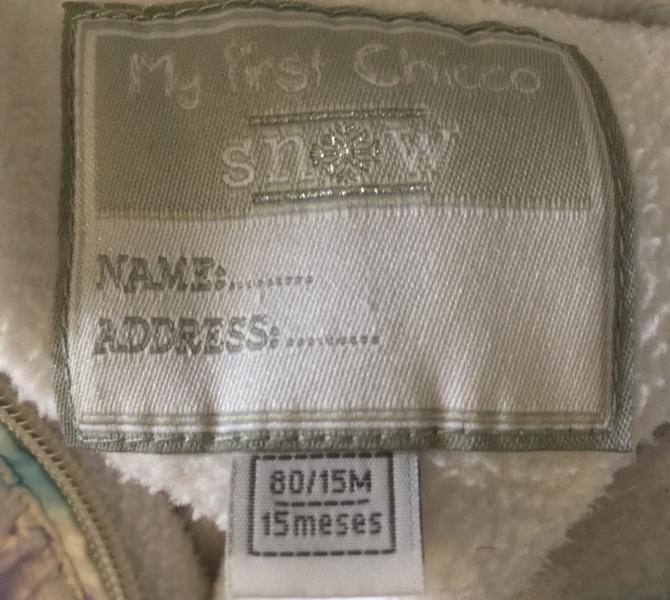 My first Chicco
snow
NAME:..........
ADDRESS:...........
80/15M
15meses